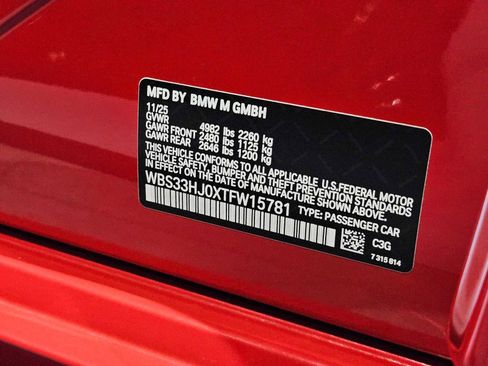 MFD BY BMW M GMBH
11/25
GVWR 4982 lbs 2260 kg
GAWR FRONT 2480 lbs 1125 kg
GAWR REAR 2646 lbs 1200 kg
THIS VEHICLE CONFORMS TO ALL APPLICABLE U.S. FEDERAL MOTOR
VEHICLE SAFETY, BUMPER AND THEFT PREVENTION STANDARDS
IN EFFECT ON THE DATE OF MANUFACTURE SHOWN ABOVE.
WBS33HJ0XTFW15781 TYPE: PASSENGER CAR
C3G
7 315 814